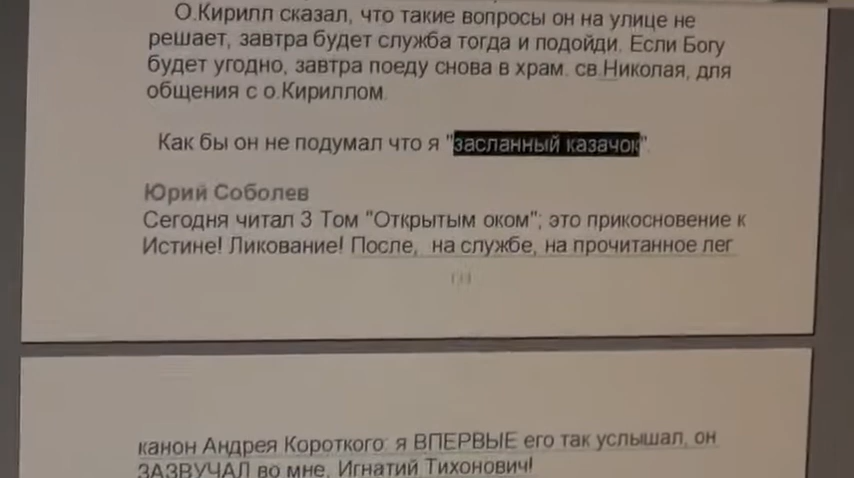 О.Кирилл сказал, что такие вопросы он на улице не
решает, завтра будет служба тогда и подойди. Если Богу
будет угодно, завтра поеду снова в храм. св.Николая, для
общения с о.Кириллом.
Как бы он не подумал что я "засланный казачок".
Юрий Соболев
Сегодня читал 3 Том "Открытым оком"; это прикосновение к
Истине! Ликование! После, на службе, на прочитанное лег
канон Андрея Короткого: я ВПЕРВЫЕ его так услышал, он
ЗАЗВУЧАЛ во мне, Игнатий Тихонович!